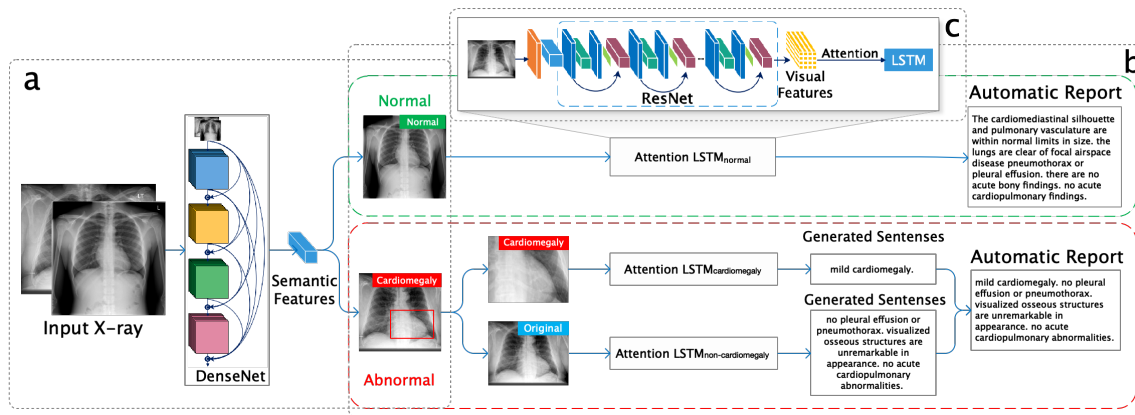 a
Input X-ray
DenseNet
Semantic
Features
Normal
Normal
c
ResNet
Visual
Features
Attention
LSTM
b
Attention LSTMnormal
Automatic Report
The cardiomediastinal silhouette
and pulmonary vasculature are
within normal limits in size. the
lungs are clear of focal airspace
disease pneumothorax or
pleural effusion. there are no
acute bony findings. no acute
cardiopulmonary findings.
Cardiomegaly
Abnormal
Cardiomegaly
Attention LSTMcardiomegaly
Generated Sentenses
mild cardiomegaly.
Original
Attention LSTMnon-cardiomegaly
Generated Sentenses
no pleural effusion or
pneumothorax. visualized
osseous structures are
unremarkable in
appearance. no acute
cardiopulmonary
abnormalities.
Automatic Report
mild cardiomegaly. no pleural
effusion or pneumothorax.
visualized osseous structures
are unremarkable in
appearance. no acute
cardiopulmonary abnormalities.